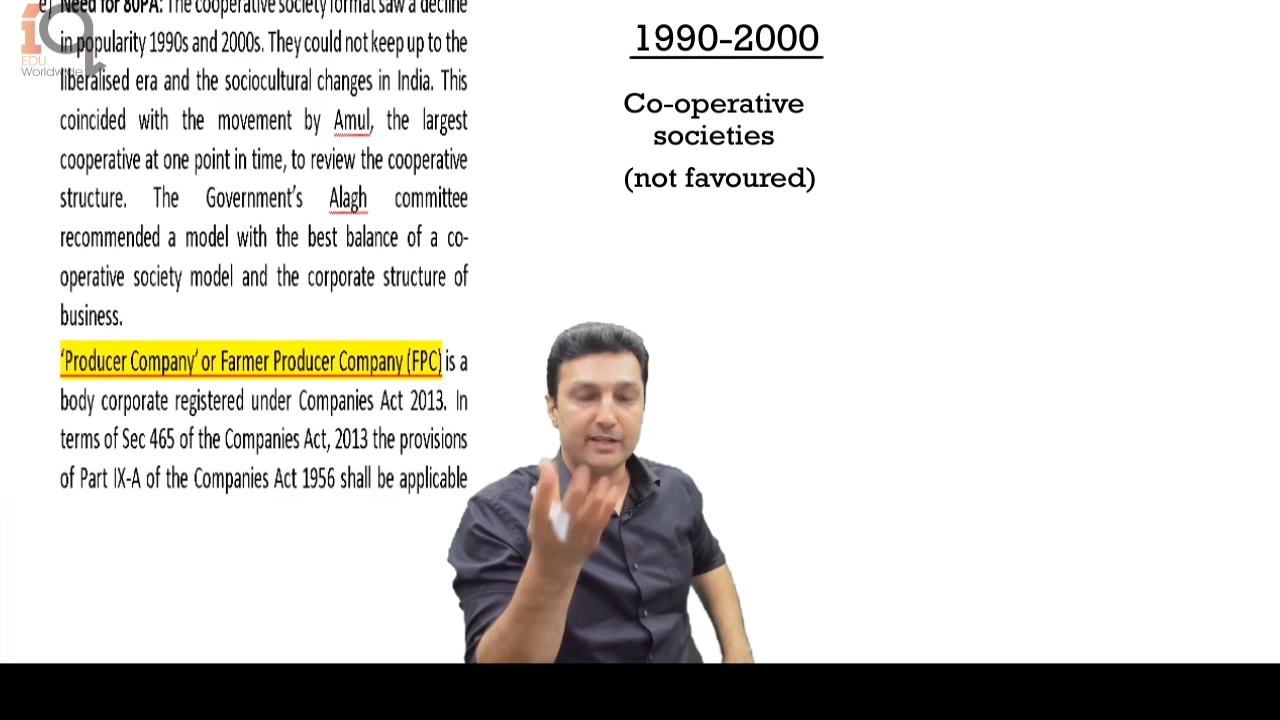 e) Need for 80PA: The cooperative society format saw a decline
in popularity 1990s and 2000s. They could not keep up to the
liberalised era and the sociocultural changes in India. This
coincided with the movement by Amul, the largest
cooperative at one point in time, to review the cooperative
structure. The Government's Alagh committee
recommended a model with the best balance of a co-
operative society model and the corporate structure of
business.
'Producer Company' or Farmer Producer Company (FPC) is a
body corporate registered under Companies Act 2013. In
terms of Sec 465 of the Companies Act, 2013 the provisions
of Part IX-A of the Companies Act 1956 shall be applicable
1990-2000
Co-operative
societies
(not favoured)
EDU
Worldwide